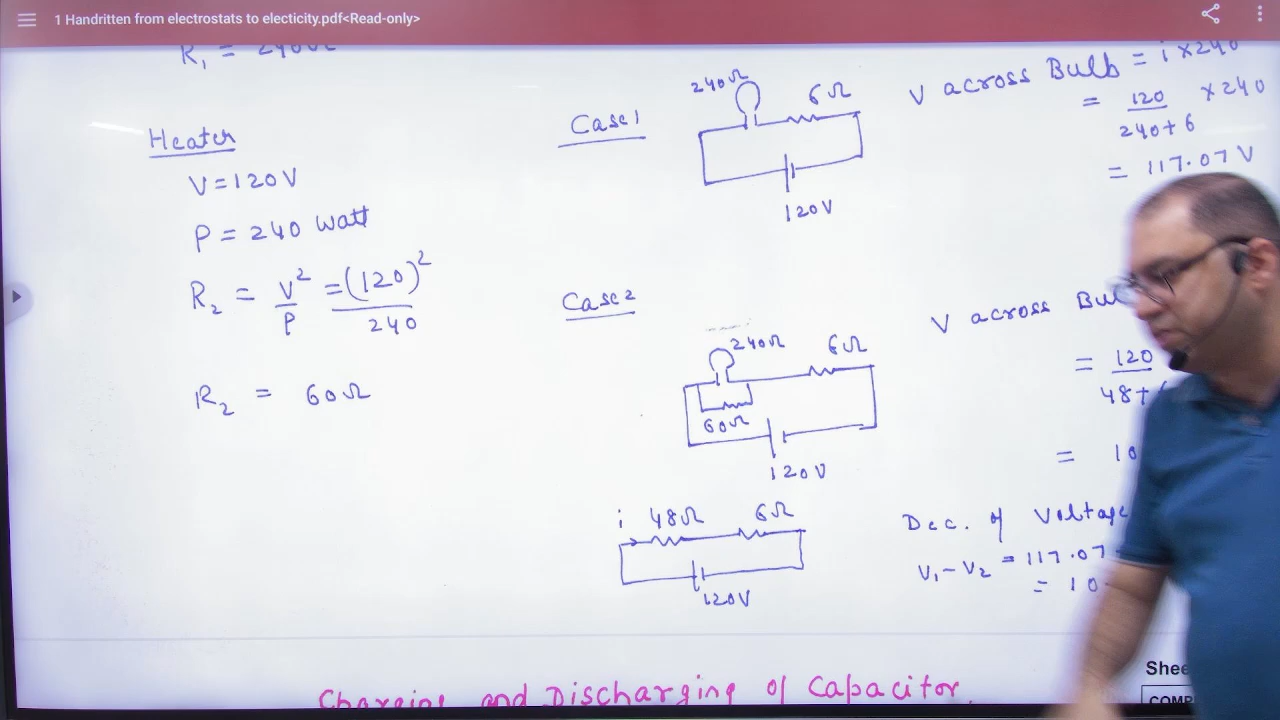 1 Handritten from electrostats to electicity.pdf<Read-only>
R₁ = 240Ω
Heater
V=120V
P = 240 watt
R₂ = V²/P = (120)²/240
R₂ = 60Ω
Case1
240Ω 6Ω
120V
V across Bulb = i×240
= 120/240+6 ×240
= 117.07 V
Case2
240Ω 6Ω
60Ω
120V
i 48Ω 6Ω
120V
V across
= 120
48+
= 10
Dec. of Voltage
V₁-V₂ = 117.07
= 10
Charging and Discharging of Capacitor.